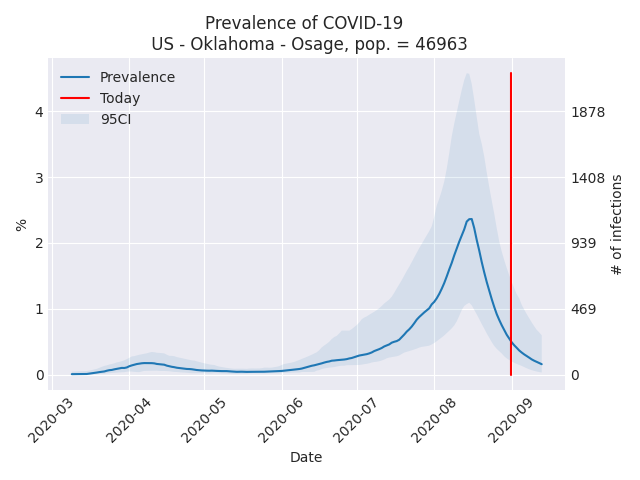 Prevalence of COVID-19
US - Oklahoma - Osage, pop. = 46963
Prevalence
Today
95CI
4
3
2
1
0
%
1878
1408
939
469
0
# of infections
2020-03
2020-04
2020-05
2020-06
2020-07
2020-08
2020-09
Date